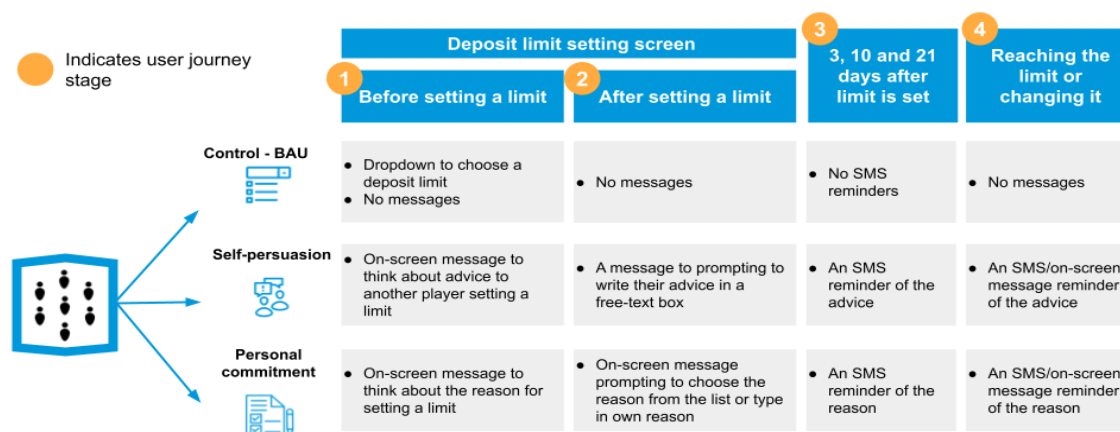 Indicates user journey
stage
Deposit limit setting screen
1
Before setting a limit
2
After setting a limit
3
3, 10 and 21
days after
limit is set
4
Reaching the
limit or
changing it
Control - BAU
● Dropdown to choose a
deposit limit
● No messages
● No messages
● No SMS
reminders
● No messages
Self-persuasion
● On-screen message to
think about advice to
another player setting a
limit
● A message to prompting to
write their advice in a
free-text box
● An SMS
reminder of the
advice
● An SMS/on-screen
message reminder
of the advice
Personal
commitment
● On-screen message to
think about the reason for
setting a limit
● On-screen message
prompting to choose the
reason from the list or type
in own reason
● An SMS
reminder of the
reason
● An SMS/on-screen
message reminder
of the reason